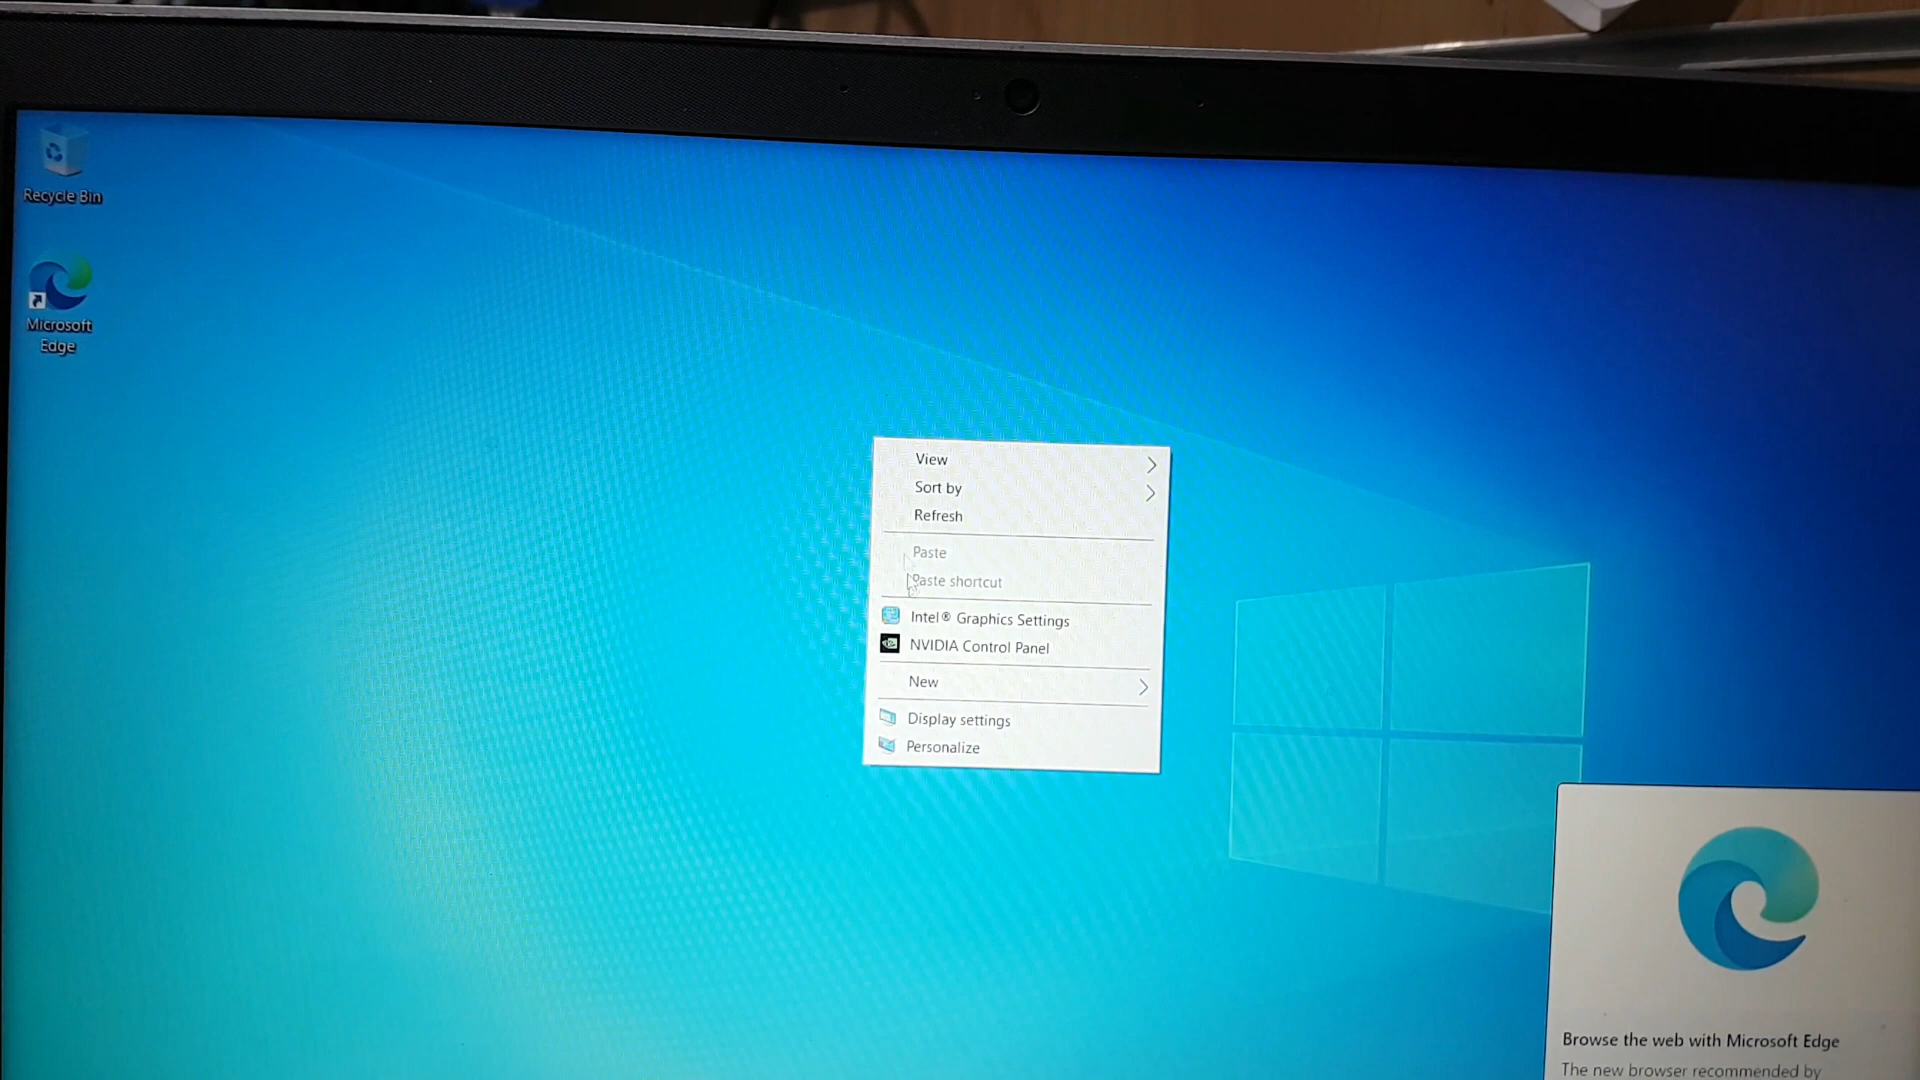 Recycle Bin
Microsoft
Edge
View
Sort by
Refresh
Paste
Paste shortcut
Intel® Graphics Settings
NVIDIA Control Panel
New
Display settings
Personalize
Browse the web with Microsoft Edge
The new browser recommended by